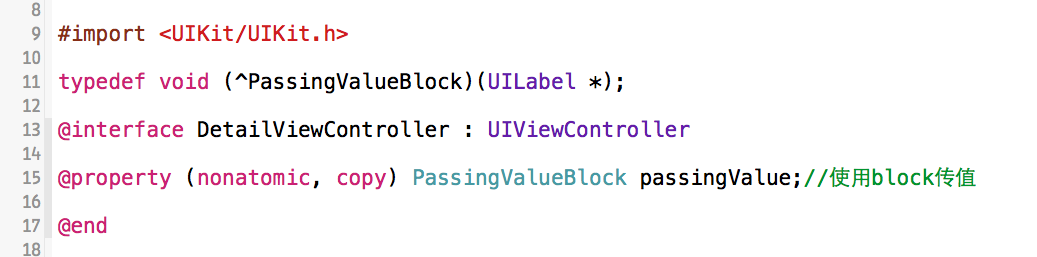 8
9 #import <UIKit/UIKit.h>
10
11 typedef void (^PassingValueBlock)(UILabel *);
12
13 @interface DetailViewController : UIViewController
14
15 @property (nonatomic, copy) PassingValueBlock passingValue;//使用block传值
16
17 @end
18